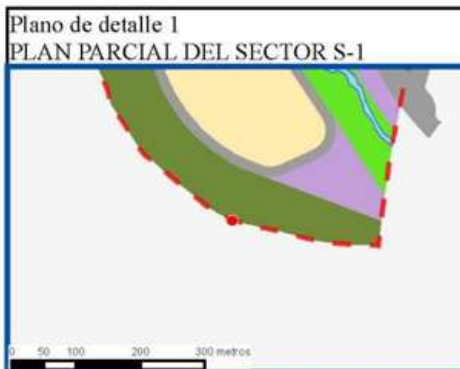 Plano de detalle 1
PLAN PARCIAL DEL SECTOR S-1
0 50 100 200 300 metros